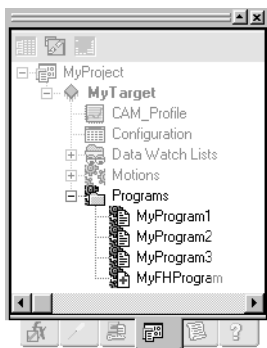 MyProject
MyTarget
CAM_Profile
Configuration
Data Watch Lists
Motions
Programs
MyProgram1
MyProgram2
MyProgram3
MyFHProgram